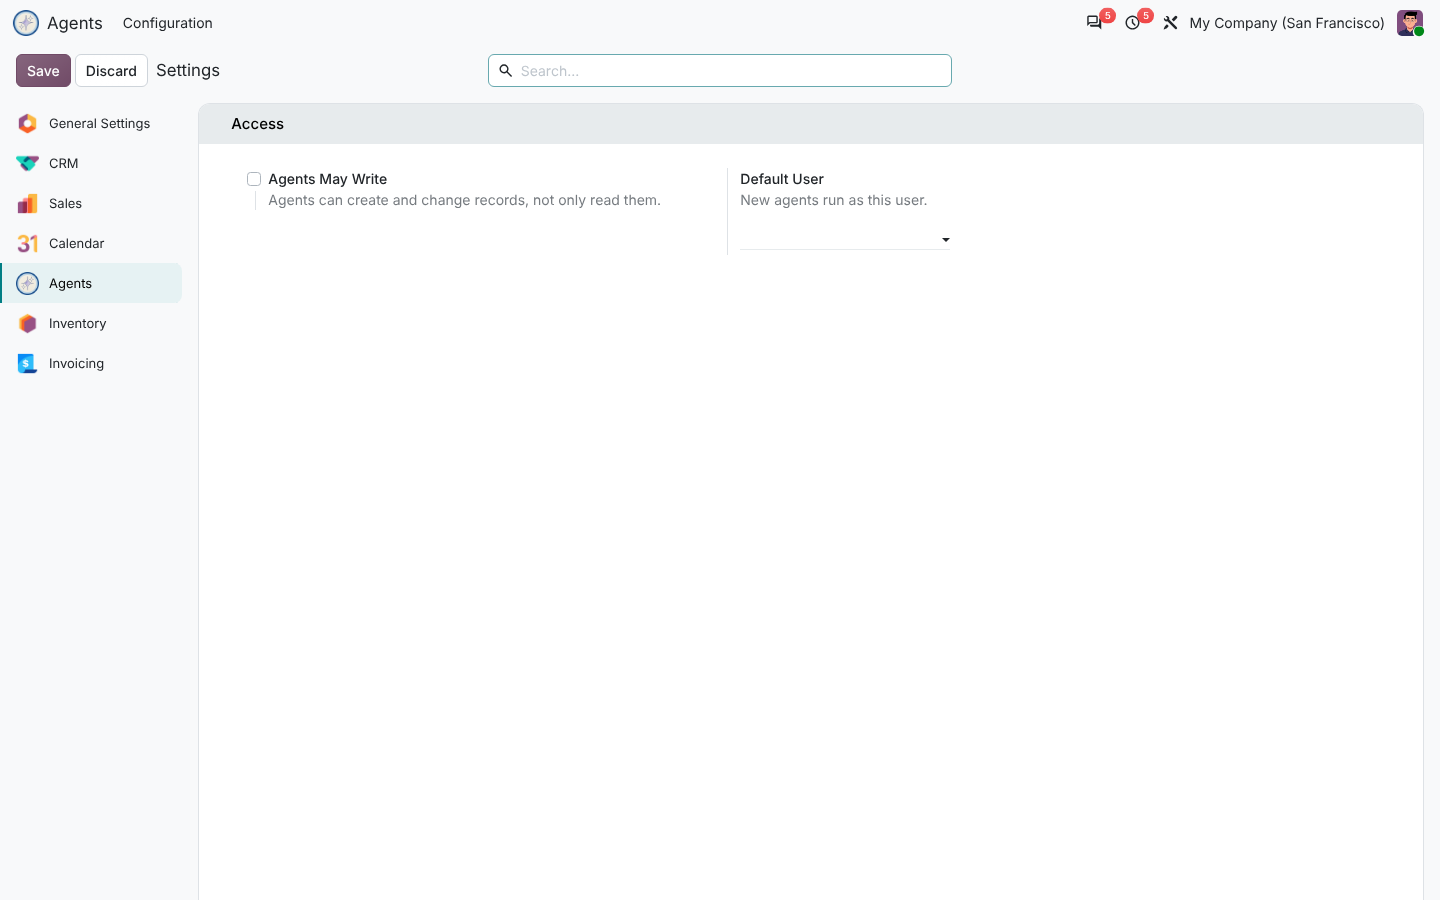 Agents
Configuration
5
5
My Company (San Francisco)
Save
Discard
Settings
Search...
General Settings
CRM
Sales
31
Calendar
Agents
Inventory
$
Invoicing
Access
Agents May Write
Agents can create and change records, not only read them.
Default User
New agents run as this user.